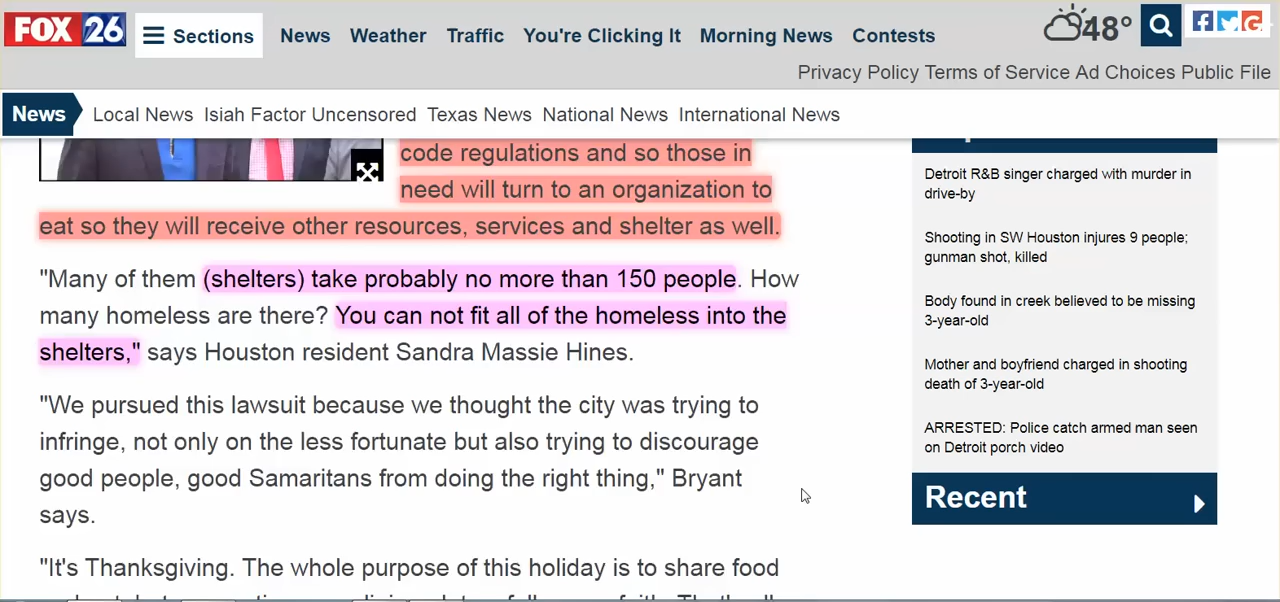 FOX 26
Sections
News
Weather
Traffic
You're Clicking It
Morning News
Contests
48°
Privacy Policy Terms of Service Ad Choices Public File
News
Local News
Isiah Factor Uncensored
Texas News
National News
International News
code regulations and so those in
need will turn to an organization to
eat so they will receive other resources, services and shelter as well.
"Many of them (shelters) take probably no more than 150 people. How
many homeless are there? You can not fit all of the homeless into the
shelters," says Houston resident Sandra Massie Hines.
"We pursued this lawsuit because we thought the city was trying to
infringe, not only on the less fortunate but also trying to discourage
good people, good Samaritans from doing the right thing," Bryant
says.
"It's Thanksgiving. The whole purpose of this holiday is to share food
Detroit R&B singer charged with murder in
drive-by
Shooting in SW Houston injures 9 people;
gunman shot, killed
Body found in creek believed to be missing
3-year-old
Mother and boyfriend charged in shooting
death of 3-year-old
ARRESTED: Police catch armed man seen
on Detroit porch video
Recent